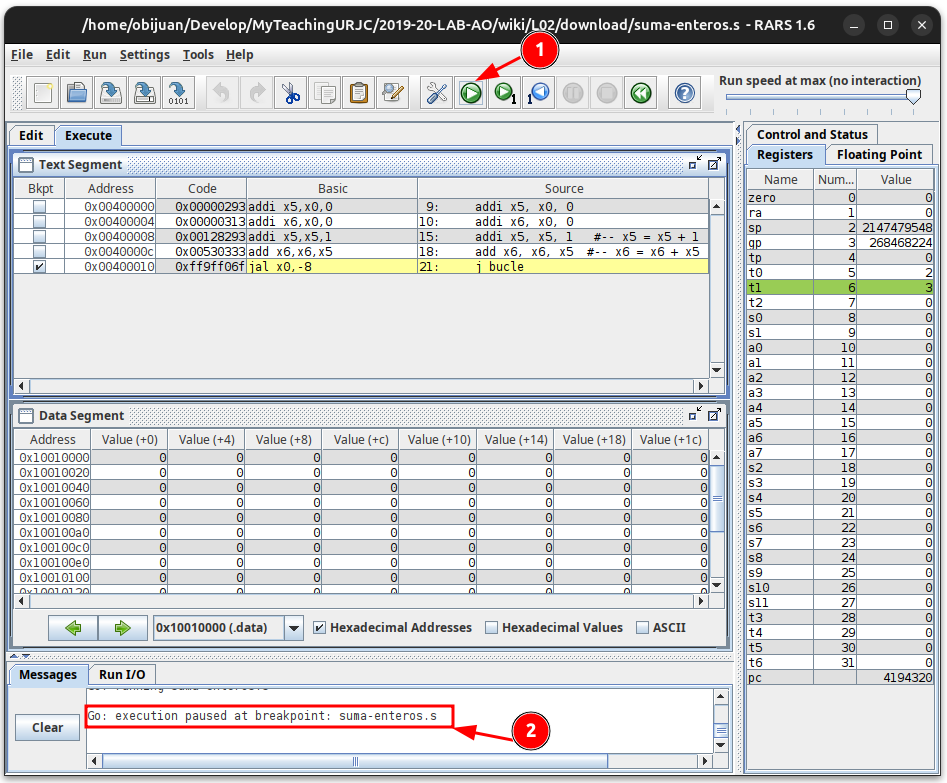 /home/obijuan/Develop/MyTeachingURJC/2019-20-LAB-AO/wiki/L02/download/suma-enteros.s - RARS 1.6
File Edit Run Settings Tools Help
1
0101
1
1
Run speed at max (no interaction)
Edit Execute
Text Segment
Bkpt Address Code Basic Source
0x00400000 0x00000293 addi x5,x0,0 9: addi x5, x0, 0
0x00400004 0x00000313 addi x6,x0,0 10: addi x6, x0, 0
0x00400008 0x00128293 addi x5,x5,1 15: addi x5, x5, 1 #-- x5 = x5 + 1
0x0040000c 0x00530333 add x6,x6,x5 18: add x6, x6, x5 #-- x6 = x6 + x5
0x00400010 0xff9ff06f jal x0,-8 21: j bucle
Data Segment
Address Value (+0) Value (+4) Value (+8) Value (+c) Value (+10) Value (+14) Value (+18) Value (+1c)
0x10010000 0 0 0 0 0 0 0 0
0x10010020 0 0 0 0 0 0 0 0
0x10010040 0 0 0 0 0 0 0 0
0x10010060 0 0 0 0 0 0 0 0
0x10010080 0 0 0 0 0 0 0 0
0x100100a0 0 0 0 0 0 0 0 0
0x100100c0 0 0 0 0 0 0 0 0
0x100100e0 0 0 0 0 0 0 0 0
0x10010100 0 0 0 0 0 0 0 0
0x10010120 0 0 0 0 0 0 0 0
0x10010000 (.data) Hexadecimal Addresses Hexadecimal Values ASCII
Messages Run I/O
Clear
Go: execution paused at breakpoint: suma-enteros.s
2
Control and Status
Registers Floating Point
Name Num... Value
zero 0 0
ra 1 0
sp 2 2147479548
gp 3 268468224
tp 4 0
t0 5 2
t1 6 3
t2 7 0
s0 8 0
s1 9 0
a0 10 0
a1 11 0
a2 12 0
a3 13 0
a4 14 0
a5 15 0
a6 16 0
a7 17 0
s2 18 0
s3 19 0
s4 20 0
s5 21 0
s6 22 0
s7 23 0
s8 24 0
s9 25 0
s10 26 0
s11 27 0
t3 28 0
t4 29 0
t5 30 0
t6 31 0
pc 4194320